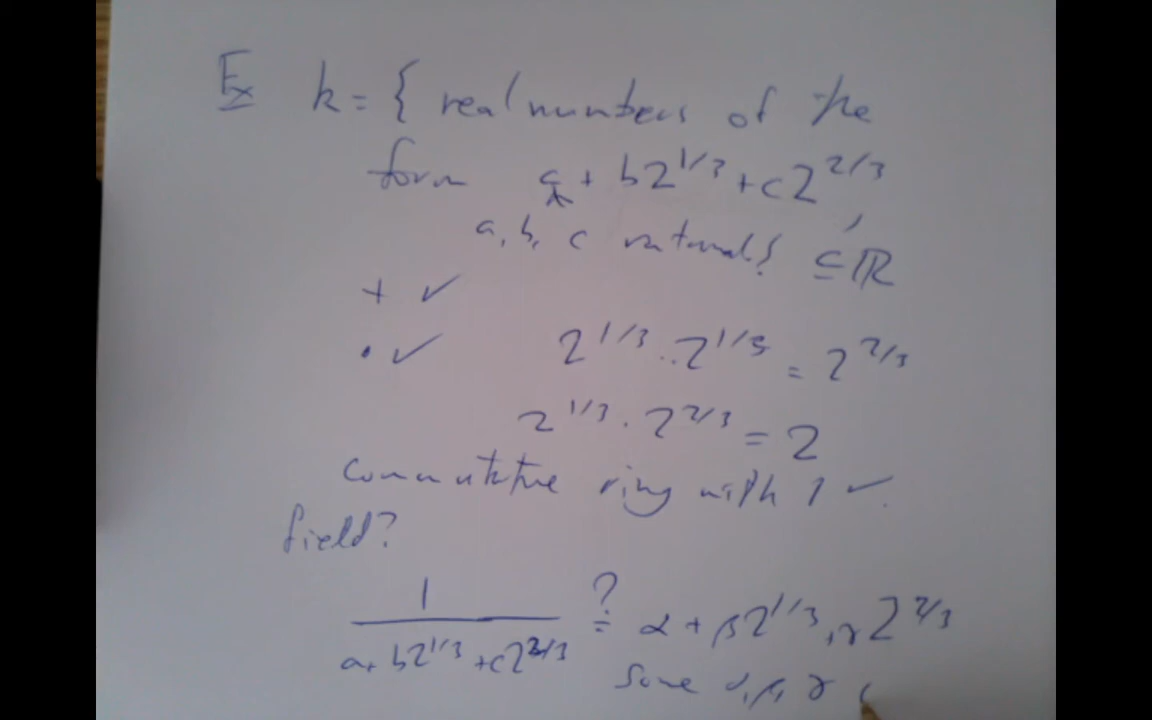 Ex k = { real numbers of the
form a + b2^{1/3} + c2^{2/3},
a, b, c rational } ⊆ ℝ
+ ✓
· ✓ 2^{1/3} · 2^{1/3} = 2^{2/3}
2^{1/3} · 2^{2/3} = 2
commutative ring with 1 ✓
field?
1 / (a + b2^{1/3} + c2^{2/3}) ?= α + β2^{1/3} + γ2^{2/3}
some α, β, γ